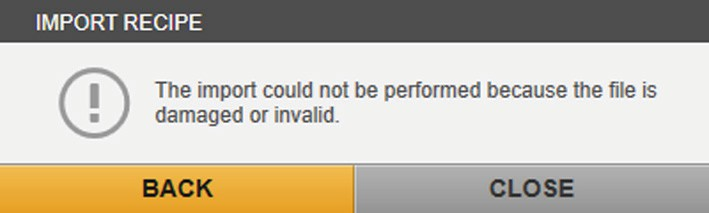 IMPORT RECIPE
The import could not be performed because the file is
damaged or invalid.
BACK
CLOSE